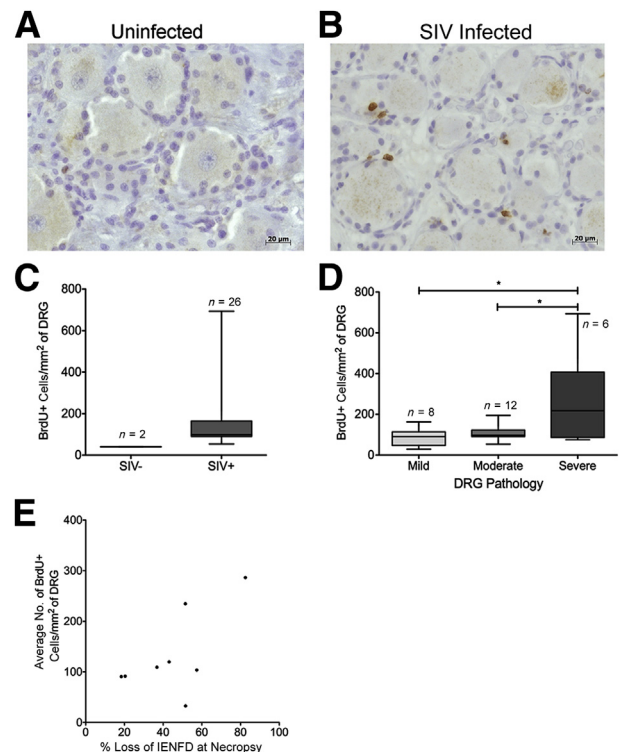 A
Uninfected
B
SIV Infected
20 µm
20 µm
C
BrdU+ Cells/mm² of DRG
800
600
400
200
0
n = 2
n = 26
SIV-
SIV+
D
BrdU+ Cells/mm² of DRG
800
600
400
200
0
*
*
n = 8
n = 12
n = 6
Mild
Moderate
Severe
DRG Pathology
E
Average No. of BrdU+
Cells/mm² of DRG
400
300
200
100
0
0
20
40
60
80
100
% Loss of IENFD at Necropsy